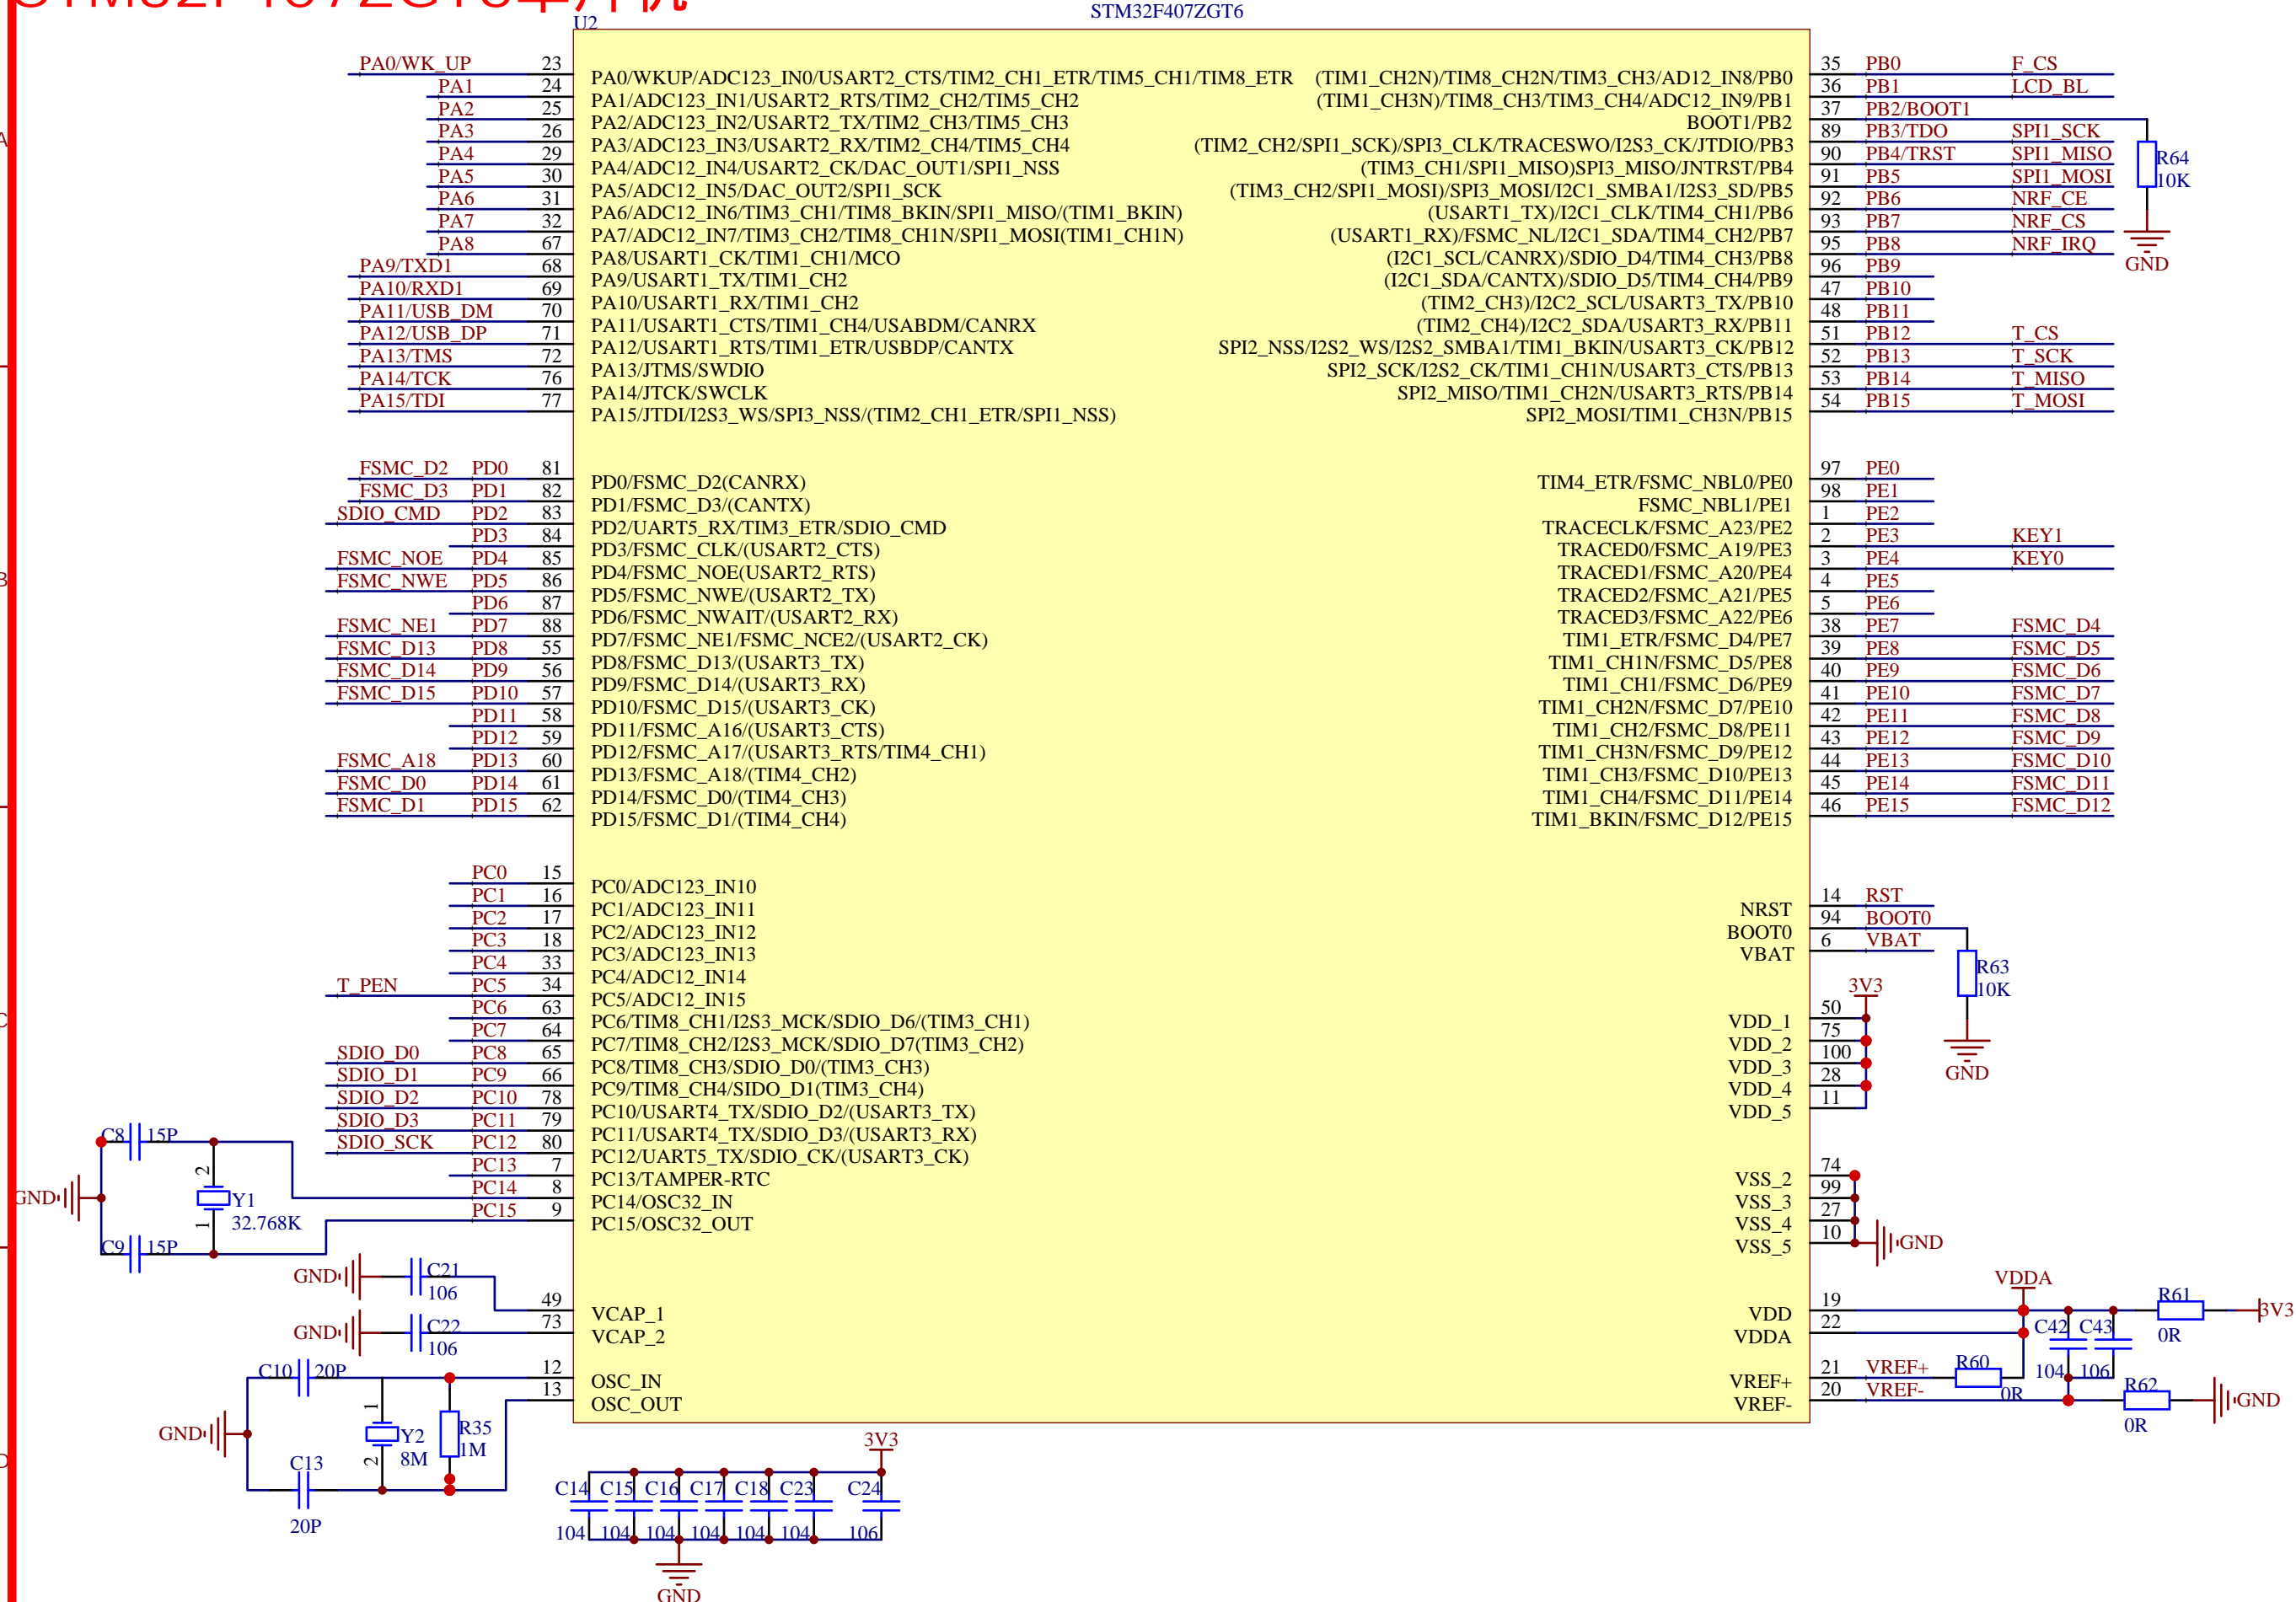 STM32F407ZGT6单片机
STM32F407ZGT6
U2
PA0/WK_UP 23 PA0/WKUP/ADC123_IN0/USART2_CTS/TIM2_CH1_ETR/TIM5_CH1/TIM8_ETR (TIM1_CH2N)/TIM8_CH2N/TIM3_CH3/AD12_IN8/PB0 35 PB0 F_CS
PA1 24 PA1/ADC123_IN1/USART2_RTS/TIM2_CH2/TIM5_CH2 (TIM1_CH3N)/TIM8_CH3/TIM3_CH4/ADC12_IN9/PB1 36 PB1 LCD_BL
PA2 25 PA2/ADC123_IN2/USART2_TX/TIM2_CH3/TIM5_CH3 BOOT1/PB2 37 PB2/BOOT1
PA3 26 PA3/ADC123_IN3/USART2_RX/TIM2_CH4/TIM5_CH4 (TIM2_CH2/SPI1_SCK)/SPI3_CLK/TRACESWO/I2S3_CK/JTDIO/PB3 89 PB3/TDO SPI1_SCK
PA4 29 PA4/ADC12_IN4/USART2_CK/DAC_OUT1/SPI1_NSS (TIM3_CH1/SPI1_MISO)SPI3_MISO/JNTRST/PB4 90 PB4/TRST SPI1_MISO
R64
PA5 30 PA5/ADC12_IN5/DAC_OUT2/SPI1_SCK (TIM3_CH2/SPI1_MOSI)/SPI3_MOSI/I2C1_SMBA1/I2S3_SD/PB5 91 PB5 SPI1_MOSI
10K
PA6 31 PA6/ADC12_IN6/TIM3_CH1/TIM8_BKIN/SPI1_MISO/(TIM1_BKIN) (USART1_TX)/I2C1_CLK/TIM4_CH1/PB6 92 PB6 NRF_CE
PA7 32 PA7/ADC12_IN7/TIM3_CH2/TIM8_CH1N/SPI1_MOSI(TIM1_CH1N) (USART1_RX)/FSMC_NL/I2C1_SDA/TIM4_CH2/PB7 93 PB7 NRF_CS
PA8 67 PA8/USART1_CK/TIM1_CH1/MCO (I2C1_SCL/CANRX)/SDIO_D4/TIM4_CH3/PB8 95 PB8 NRF_IRQ
GND
PA9/TXD1 68 PA9/USART1_TX/TIM1_CH2 (I2C1_SDA/CANTX)/SDIO_D5/TIM4_CH4/PB9 96 PB9
PA10/RXD1 69 PA10/USART1_RX/TIM1_CH2 (TIM2_CH3)/I2C2_SCL/USART3_TX/PB10 47 PB10
PA11/USB_DM 70 PA11/USART1_CTS/TIM1_CH4/USABDM/CANRX (TIM2_CH4)/I2C2_SDA/USART3_RX/PB11 48 PB11
PA12/USB_DP 71 PA12/USART1_RTS/TIM1_ETR/USBDP/CANTX SPI2_NSS/I2S2_WS/I2S2_SMBA1/TIM1_BKIN/USART3_CK/PB12 51 PB12 T_CS
PA13/TMS 72 PA13/JTMS/SWDIO SPI2_SCK/I2S2_CK/TIM1_CH1N/USART3_CTS/PB13 52 PB13 T_SCK
PA14/TCK 76 PA14/JTCK/SWCLK SPI2_MISO/TIM1_CH2N/USART3_RTS/PB14 53 PB14 T_MISO
PA15/TDI 77 PA15/JTDI/I2S3_WS/SPI3_NSS/(TIM2_CH1_ETR/SPI1_NSS) SPI2_MOSI/TIM1_CH3N/PB15 54 PB15 T_MOSI
FSMC_D2 PD0 81 PD0/FSMC_D2(CANRX) TIM4_ETR/FSMC_NBL0/PE0 97 PE0
FSMC_D3 PD1 82 PD1/FSMC_D3/(CANTX) FSMC_NBL1/PE1 98 PE1
SDIO_CMD PD2 83 PD2/UART5_RX/TIM3_ETR/SDIO_CMD TRACECLK/FSMC_A23/PE2 1 PE2
PD3 84 PD3/FSMC_CLK/(USART2_CTS) TRACED0/FSMC_A19/PE3 2 PE3 KEY1
FSMC_NOE PD4 85 PD4/FSMC_NOE(USART2_RTS) TRACED1/FSMC_A20/PE4 3 PE4 KEY0
FSMC_NWE PD5 86 PD5/FSMC_NWE/(USART2_TX) TRACED2/FSMC_A21/PE5 4 PE5
PD6 87 PD6/FSMC_NWAIT/(USART2_RX) TRACED3/FSMC_A22/PE6 5 PE6
FSMC_NE1 PD7 88 PD7/FSMC_NE1/FSMC_NCE2/(USART2_CK) TIM1_ETR/FSMC_D4/PE7 38 PE7 FSMC_D4
FSMC_D13 PD8 55 PD8/FSMC_D13/(USART3_TX) TIM1_CH1N/FSMC_D5/PE8 39 PE8 FSMC_D5
FSMC_D14 PD9 56 PD9/FSMC_D14/(USART3_RX) TIM1_CH1/FSMC_D6/PE9 40 PE9 FSMC_D6
FSMC_D15 PD10 57 PD10/FSMC_D15/(USART3_CK) TIM1_CH2N/FSMC_D7/PE10 41 PE10 FSMC_D7
PD11 58 PD11/FSMC_A16/(USART3_CTS) TIM1_CH2/FSMC_D8/PE11 42 PE11 FSMC_D8
PD12 59 PD12/FSMC_A17/(USART3_RTS/TIM4_CH1) TIM1_CH3N/FSMC_D9/PE12 43 PE12 FSMC_D9
FSMC_A18 PD13 60 PD13/FSMC_A18/(TIM4_CH2) TIM1_CH3/FSMC_D10/PE13 44 PE13 FSMC_D10
FSMC_D0 PD14 61 PD14/FSMC_D0/(TIM4_CH3) TIM1_CH4/FSMC_D11/PE14 45 PE14 FSMC_D11
FSMC_D1 PD15 62 PD15/FSMC_D1/(TIM4_CH4) TIM1_BKIN/FSMC_D12/PE15 46 PE15 FSMC_D12
PC0 15 PC0/ADC123_IN10
PC1 16 PC1/ADC123_IN11 NRST 14 RST
PC2 17 PC2/ADC123_IN12 BOOT0 94 BOOT0
PC3 18 PC3/ADC123_IN13 VBAT 6 VBAT
PC4 33 PC4/ADC12_IN14
R63
T_PEN PC5 34 PC5/ADC12_IN15
3V3 10K
PC6 63 PC6/TIM8_CH1/I2S3_MCK/SDIO_D6/(TIM3_CH1) VDD_1 50
PC7 64 PC7/TIM8_CH2/I2S3_MCK/SDIO_D7(TIM3_CH2) VDD_2 75
SDIO_D0 PC8 65 PC8/TIM8_CH3/SDIO_D0/(TIM3_CH3) VDD_3 100
GND
SDIO_D1 PC9 66 PC9/TIM8_CH4/SIDO_D1(TIM3_CH4) VDD_4 28
SDIO_D2 PC10 78 PC10/USART4_TX/SDIO_D2/(USART3_TX) VDD_5 11
SDIO_D3 PC11 79 PC11/USART4_TX/SDIO_D3/(USART3_RX)
C8 15P
SDIO_SCK PC12 80 PC12/UART5_TX/SDIO_CK/(USART3_CK)
2
PC13 7 PC13/TAMPER-RTC VSS_2 74
GND Y1 PC14 8 PC14/OSC32_IN VSS_3 99
1 32.768K PC15 9 PC15/OSC32_OUT VSS_4 27
VSS_5 10 GND
C9 15P
GND C21
106
VDDA
R61
49 VCAP_1 VDD 19 3V3
GND C22 73 VCAP_2 VDDA 22 C42 C43 0R
106
C10 20P 12 OSC_IN VREF+ 21 VREF+ R60 0R 104 106
13 OSC_OUT VREF- 20 VREF- R62 GND
1
0R
GND Y2 R35
8M 1M
2
C13
20P
3V3
C14 C15 C16 C17 C18 C23 C24
104 104 104 104 104 104 106
GND
A
B
C
D